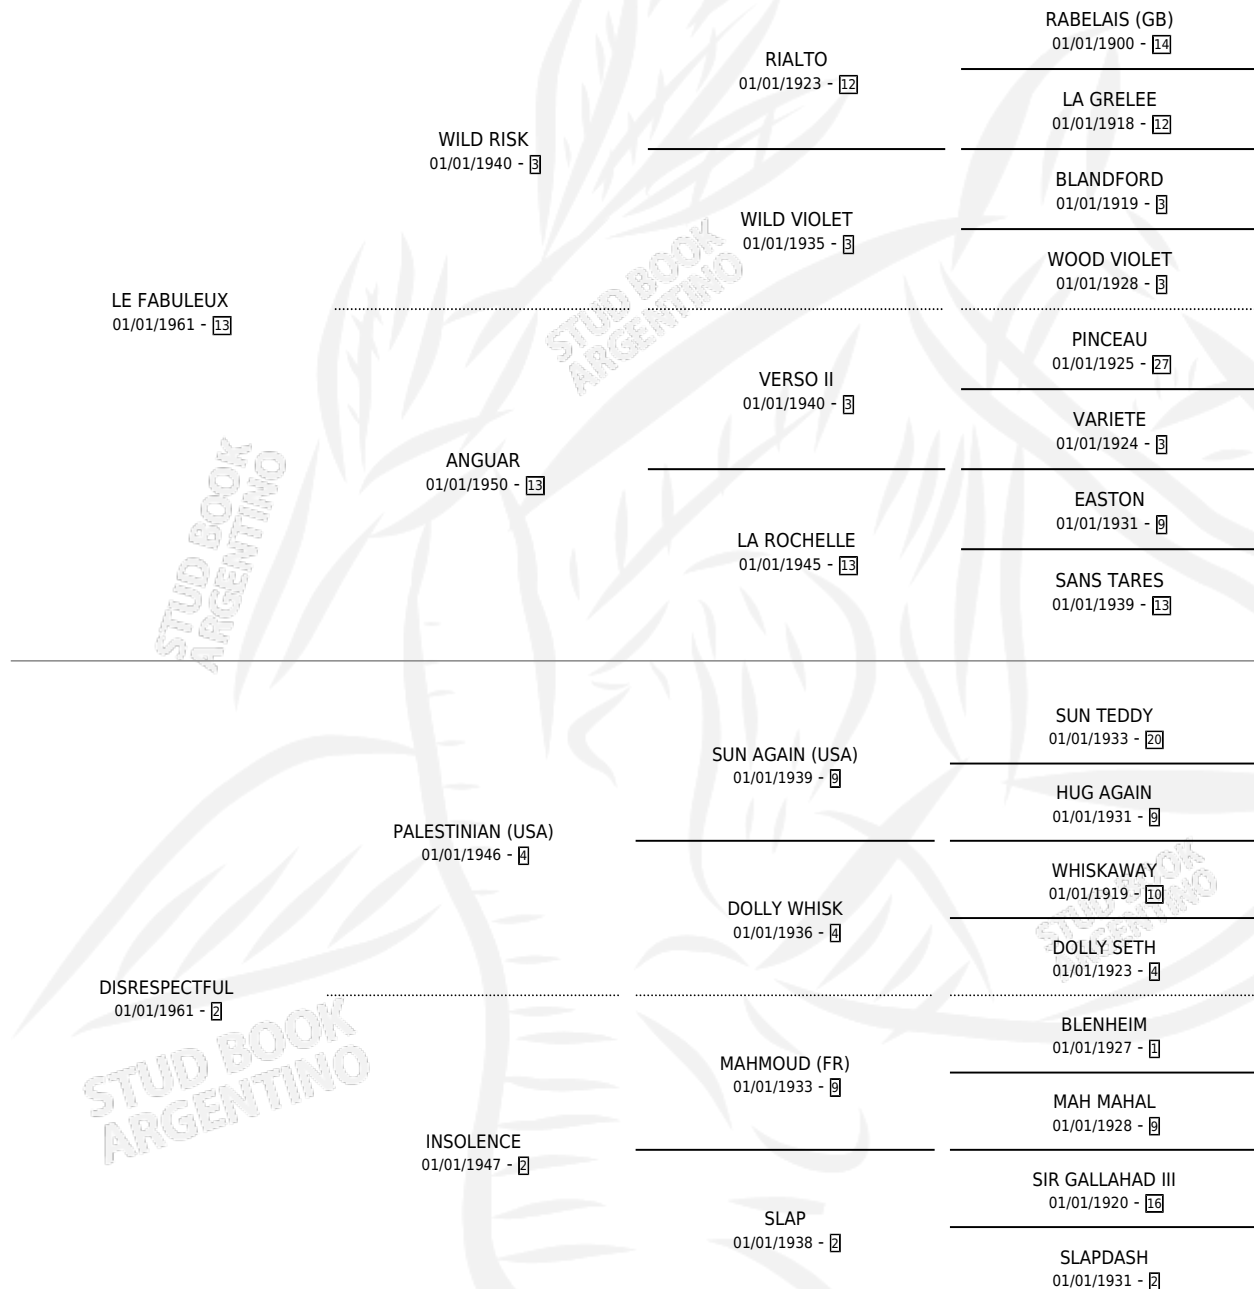 RABELAIS (GB)
01/01/1900 - 14
RIALTO
01/01/1923 - 12
LA GRELEE
01/01/1918 - 12
WILD RISK
01/01/1940 - 3
BLANDFORD
01/01/1919 - 3
WILD VIOLET
01/01/1935 - 3
WOOD VIOLET
01/01/1928 - 3
LE FABULEUX
01/01/1961 - 13
PINCEAU
01/01/1925 - 27
VERSO II
01/01/1940 - 3
VARIETE
01/01/1924 - 3
ANGUAR
01/01/1950 - 13
EASTON
01/01/1931 - 9
LA ROCHELLE
01/01/1945 - 13
SANS TARES
01/01/1939 - 13
SUN TEDDY
01/01/1933 - 20
SUN AGAIN (USA)
01/01/1939 - 9
HUG AGAIN
01/01/1931 - 9
PALESTINIAN (USA)
01/01/1946 - 4
WHISKAWAY
01/01/1919 - 10
DOLLY WHISK
01/01/1936 - 4
DOLLY SETH
01/01/1923 - 4
DISRESPECTFUL
01/01/1961 - 2
BLENHEIM
01/01/1927 - 1
MAHMOUD (FR)
01/01/1933 - 9
MAH MAHAL
01/01/1928 - 9
INSOLENCE
01/01/1947 - 2
SIR GALLAHAD III
01/01/1920 - 16
SLAP
01/01/1938 - 2
SLAPDASH
01/01/1931 - 2
STUD BOOK
ARGENTINO
STUD BOOK
ARGENTINO
STUD BOOK
ARGENTINO
STUD BOOK
ARGENTINO